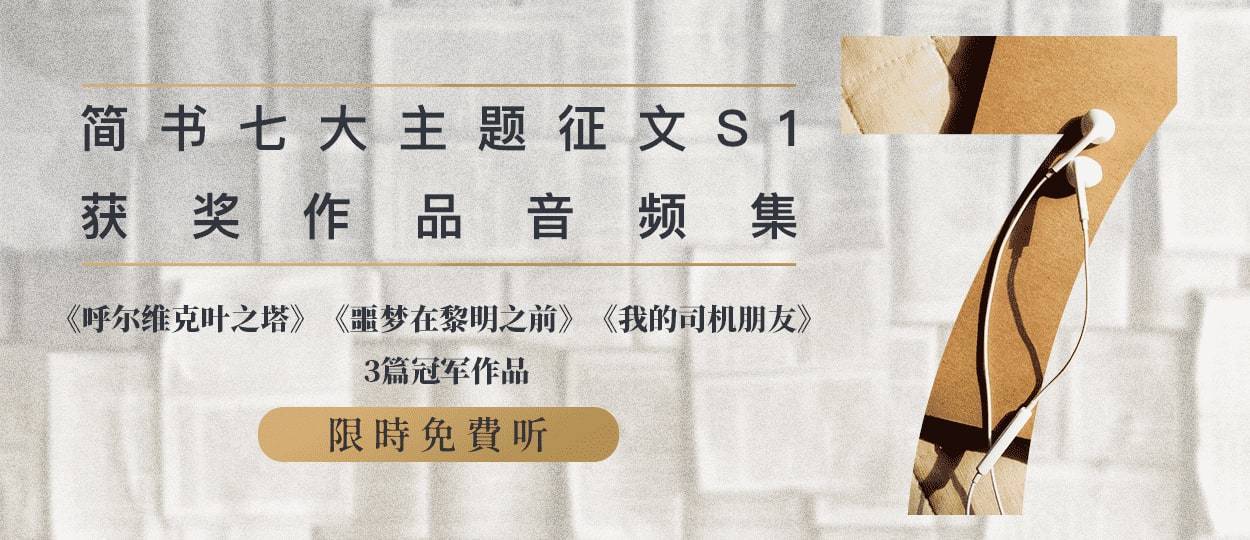 简书七大主题征文S1
获奖作品音频集
《呼尔维克叶之塔》《噩梦在黎明之前》《我的司机朋友》
3篇冠军作品
限時免費听
7